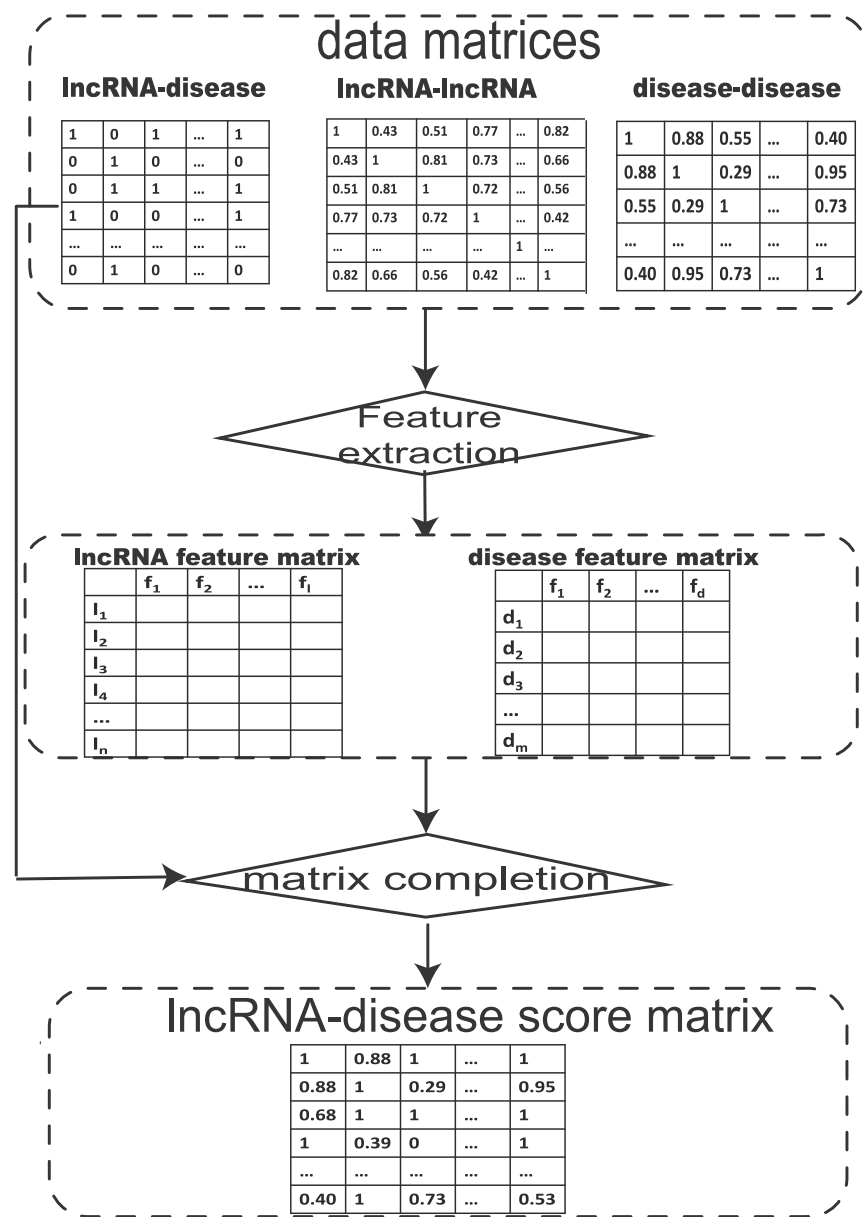 data matrices
lncRNA-disease lncRNA-lncRNA disease-disease
1 0 1 ... 1
0 1 0 ... 0
0 1 1 ... 1
1 0 0 ... 1
... ... ... ... ...
0 1 0 ... 0
1 0.43 0.51 0.77 ... 0.82
0.43 1 0.81 0.73 ... 0.66
0.51 0.81 1 0.72 ... 0.56
0.77 0.73 0.72 1 ... 0.42
... ... ... ... 1 ...
0.82 0.66 0.56 0.42 ... 1
1 0.88 0.55 ... 0.40
0.88 1 0.29 ... 0.95
0.55 0.29 1 ... 0.73
... ... ... ... ...
0.40 0.95 0.73 ... 1
Feature
extraction
lncRNA feature matrix
f1 f2 ... fl
l1
l2
l3
l4
...
ln
disease feature matrix
f1 f2 ... fd
d1
d2
d3
...
dm
matrix completion
lncRNA-disease score matrix
1 0.88 1 ... 1
0.88 1 0.29 ... 0.95
0.68 1 1 ... 1
1 0.39 0 ... 1
... ... ... ... ...
0.40 1 0.73 ... 0.53